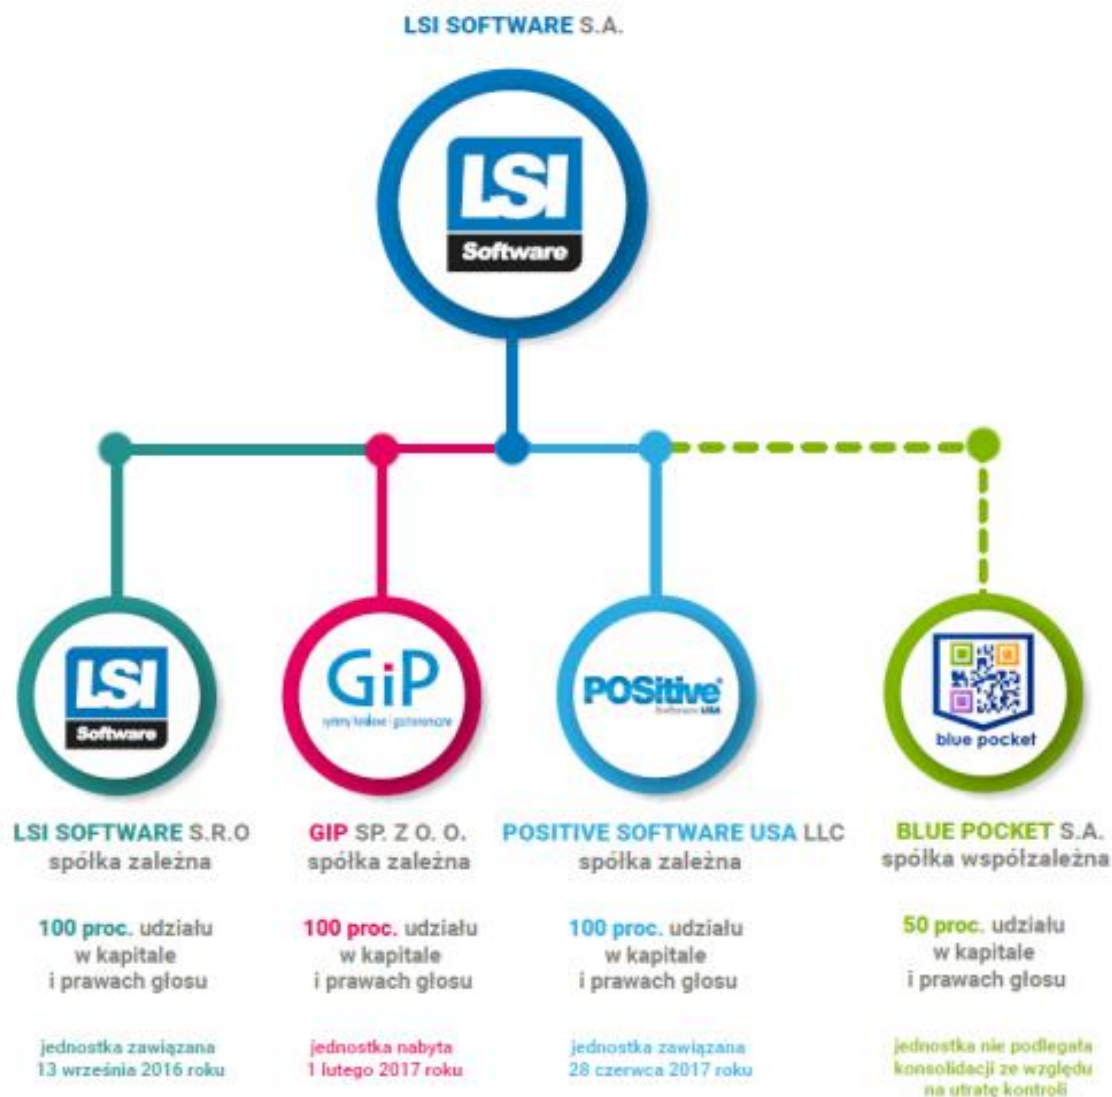 LSI SOFTWARE S.A.
LSI
Software
LSI
Software
GiP
systemy hotelowe i gastronomiczne
POSitive
Software USA
blue pocket
LSI SOFTWARE S.R.O
spółka zależna
100 proc. udziału
w kapitale
i prawach głosu
jednostka zawiązana
13 września 2016 roku
GIP SP. Z O. O.
spółka zależna
100 proc. udziału
w kapitale
i prawach głosu
jednostka nabyta
1 lutego 2017 roku
POSITIVE SOFTWARE USA LLC
spółka zależna
100 proc. udziału
w kapitale
i prawach głosu
jednostka zawiązana
28 czerwca 2017 roku
BLUE POCKET S.A.
spółka współzależna
50 proc. udziału
w kapitale
i prawach głosu
jednostka nie podlegała
konsolidacji ze względu
na utratę kontroli